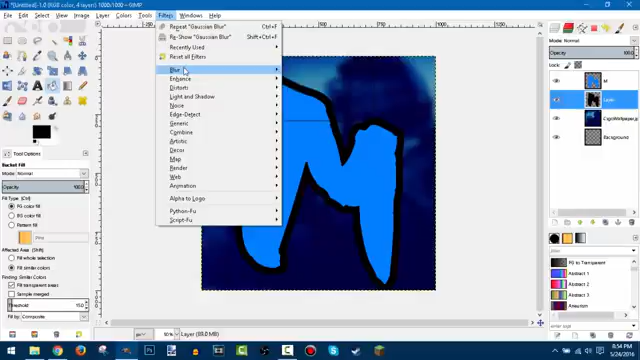 *[Untitled]-1.0 (RGB color, 4 layers) 1000x1000 – GIMP
Image Layer Colors Tools Filters Windows Help
Repeat "Gaussian Blur" Ctrl+F
Re-Show "Gaussian Blur" Shift+Ctrl+F
Recently Used
Reset all Filters
Blur
Enhance
Distorts
Light and Shadow
Noise
Edge-Detect
Generic
Combine
Artistic
Decor
Map
Render
Web
Animation
Alpha to Logo
Python-Fu
Script-Fu
Tool Options
Bucket Fill
Mode: Normal
Opacity 100.0
Fill Type (Ctrl)
FG color fill
BG color fill
Pattern fill
Pine
Affected Area (Shift)
Fill whole selection
Fill similar colors
Finding Similar Colors
Fill transparent areas
Sample merged
Threshold 15.0
Fill by: Composite
Mode: Normal
Opacity 100.0
Lock:
M
Layer
Background
FG to Transparent
Abstract 1
Abstract 2
Abstract 3
Aneurism
px 50% Layer (89.0 MB)
8:54 PM
5/24/2016